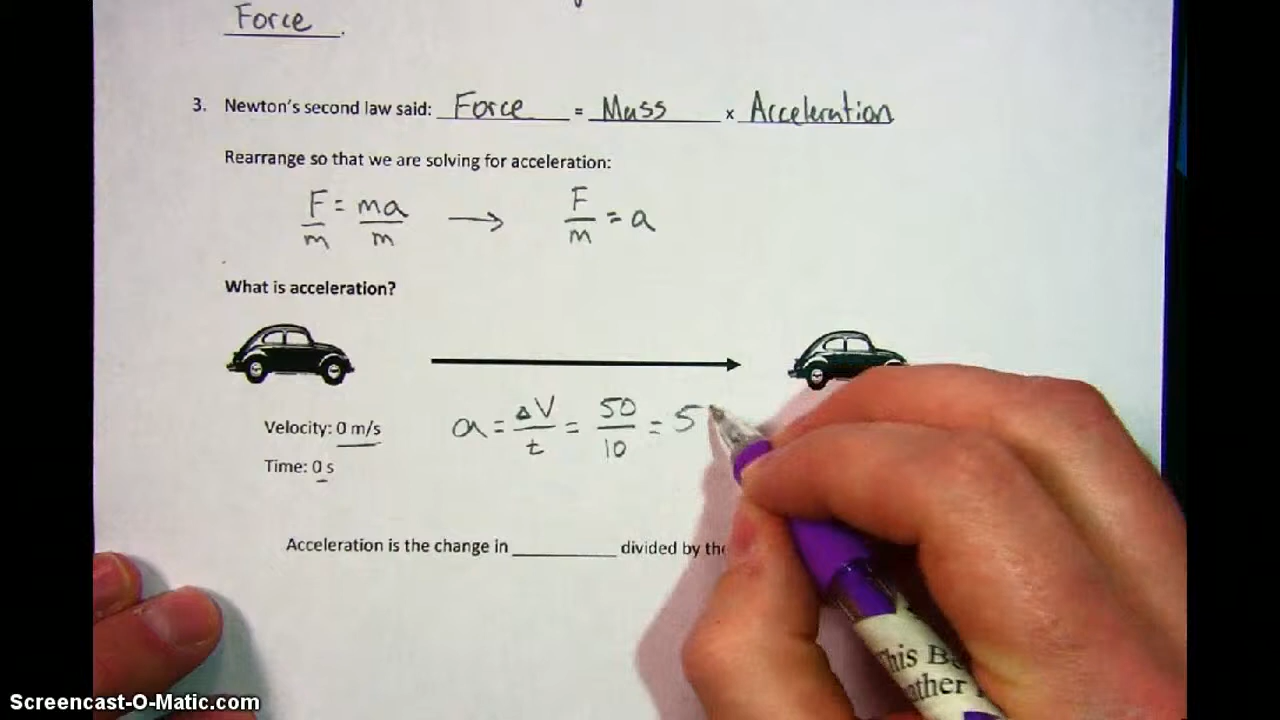 Force.
3. Newton's second law said: Force = Mass x Acceleration
Rearrange so that we are solving for acceleration:
F/m = ma/m → F/m = a
What is acceleration?
Velocity: 0 m/s
a = ΔV/t = 50/10 = 5
Time: 0 s
Acceleration is the change in ________ divided by the
This
Screencast-O-Matic.com